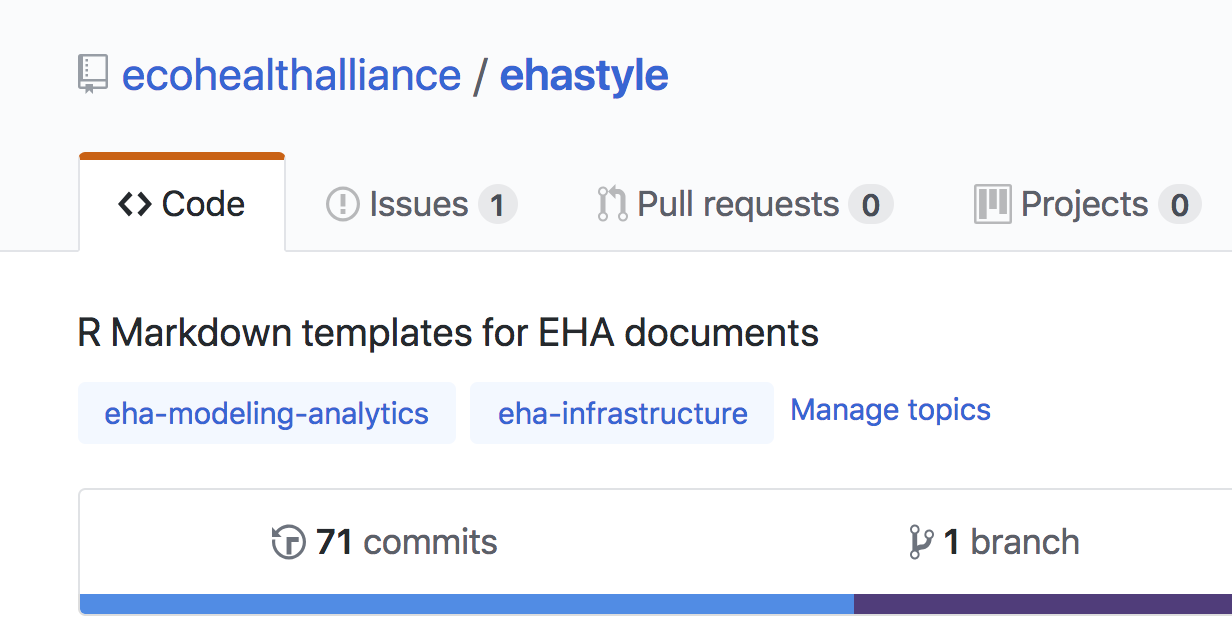 ecohealthalliance / ehastyle
Code Issues 1 Pull requests 0 Projects 0
R Markdown templates for EHA documents
eha-modeling-analytics eha-infrastructure Manage topics
71 commits 1 branch